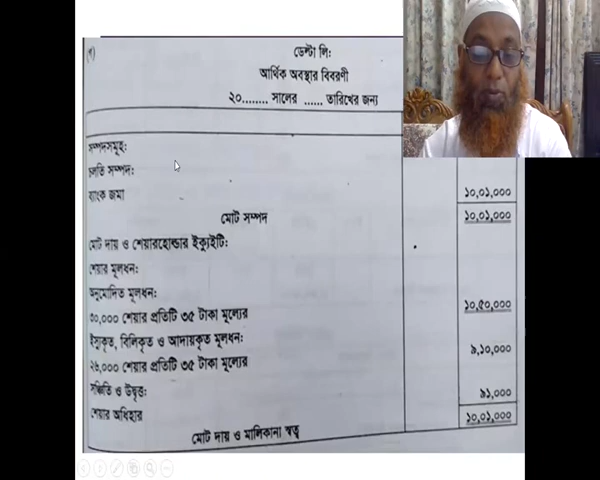 (খ)
ডেল্টা লি:
আর্থিক অবস্থার বিবরণী
২০........ সালের ...... তারিখের জন্য
সম্পদসমূহ:
চলতি সম্পদ:
ব্যাংক জমা ১০,০১,০০০
মোট সম্পদ ১০,০১,০০০
মোট দায় ও শেয়ারহোল্ডার ইক্যুইটি:
শেয়ার মূলধন:
অনুমোদিত মূলধন:
৩০,০০০ শেয়ার প্রতিটি ৩৫ টাকা মূল্যের ১০,৫০,০০০
ইস্যুকৃত, বিলিকৃত ও আদায়কৃত মূলধন:
২৬,০০০ শেয়ার প্রতিটি ৩৫ টাকা মূল্যের ৯,১০,০০০
সঞ্চিতি ও উদ্বৃত্ত:
শেয়ার অধিহার ৯১,০০০
মোট দায় ও মালিকানা স্বত্ব ১০,০১,০০০